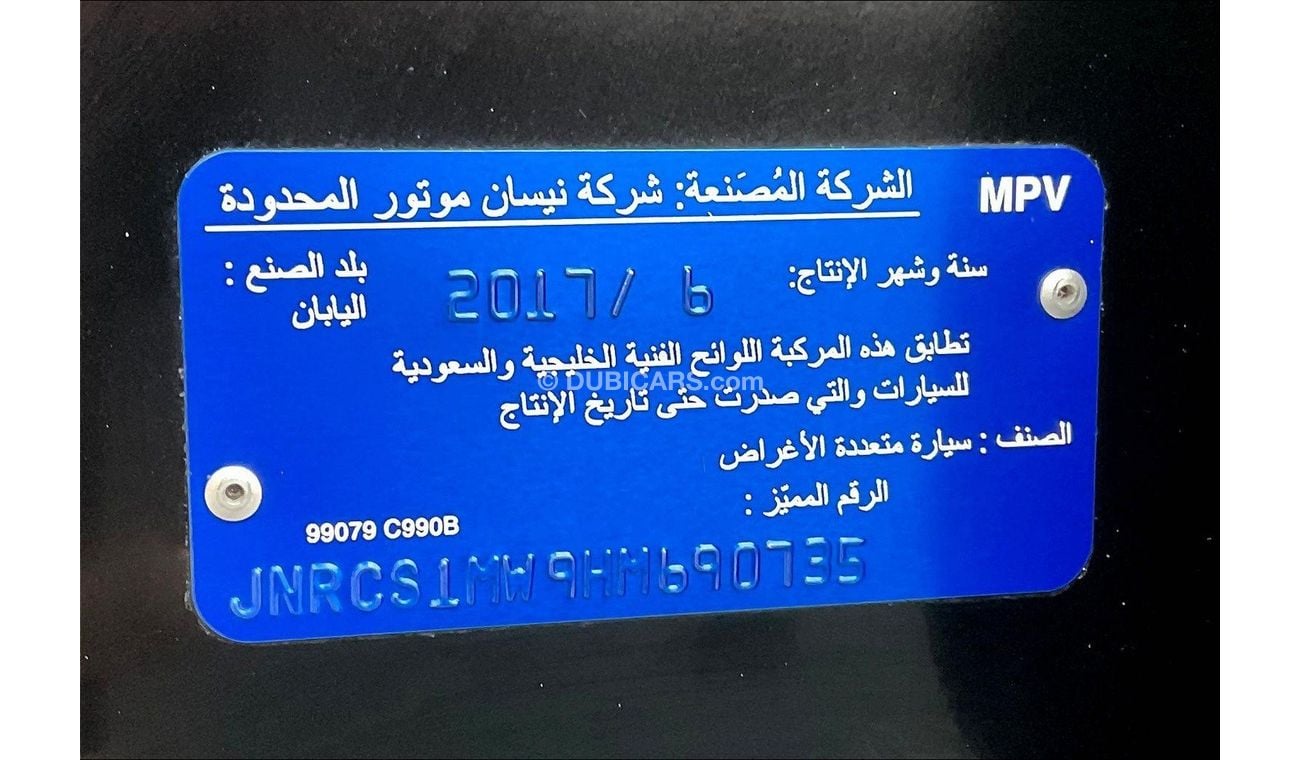 MPV
الشركة المُصَنعة: شركة نيسان موتور المحدودة
سنة وشهر الإنتاج: 2017/ 6
بلد الصنع :
اليابان
تطابق هذه المركبة اللوائح الفنية الخليجية والسعودية
© DUBICARS.com
للسيارات والتي صدرت حتى تاريخ الإنتاج
الصنف : سيارة متعددة الأغراض
الرقم المميّز :
99079 C990B
JNRCS1MW9HM690735